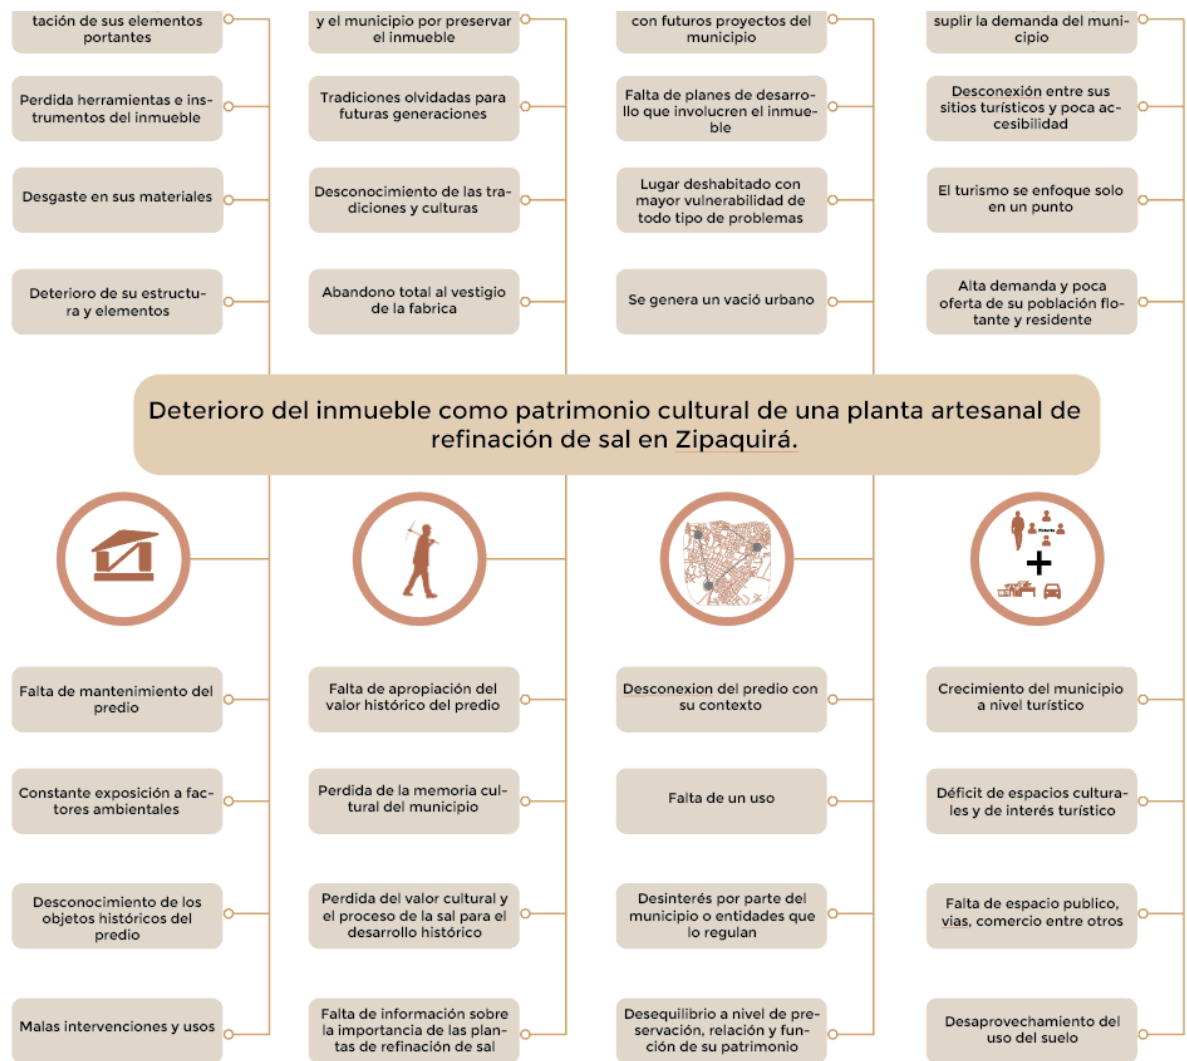 tación de sus elementos
portantes
y el municipio por preservar
el inmueble
con futuros proyectos del
municipio
suplir la demanda del muni-
cipio
Perdida herramientas e ins-
trumentos del inmueble
Tradiciones olvidadas para
futuras generaciones
Falta de planes de desarro-
llo que involucren el inmue-
ble
Desconexión entre sus
sitios turísticos y poca ac-
cesibilidad
Desgaste en sus materiales
Desconocimiento de las tra-
diciones y culturas
Lugar deshabitado con
mayor vulnerabilidad de
todo tipo de problemas
El turismo se enfoque solo
en un punto
Deterioro de su estructu-
ra y elementos
Abandono total al vestigio
de la fabrica
Se genera un vació urbano
Alta demanda y poca
oferta de su población flo-
tante y residente
Deterioro del inmueble como patrimonio cultural de una planta artesanal de
refinación de sal en Zipaquirá.
Falta de mantenimiento del
predio
Falta de apropiación del
valor histórico del predio
Desconexion del predio con
su contexto
Crecimiento del municipio
a nivel turístico
Constante exposición a fac-
tores ambientales
Perdida de la memoria cul-
tural del municipio
Falta de un uso
Déficit de espacios cultura-
les y de interés turístico
Desconocimiento de los
objetos históricos del
predio
Perdida del valor cultural y
el proceso de la sal para el
desarrollo histórico
Desinterés por parte del
municipio o entidades que
lo regulan
Falta de espacio publico,
vias, comercio entre otros
Malas intervenciones y usos
Falta de información sobre
la importancia de las plan-
tas de refinación de sal
Desequilibrio a nivel de pre-
servación, relación y fun-
ción de su patrimonio
Desaprovechamiento del
uso del suelo